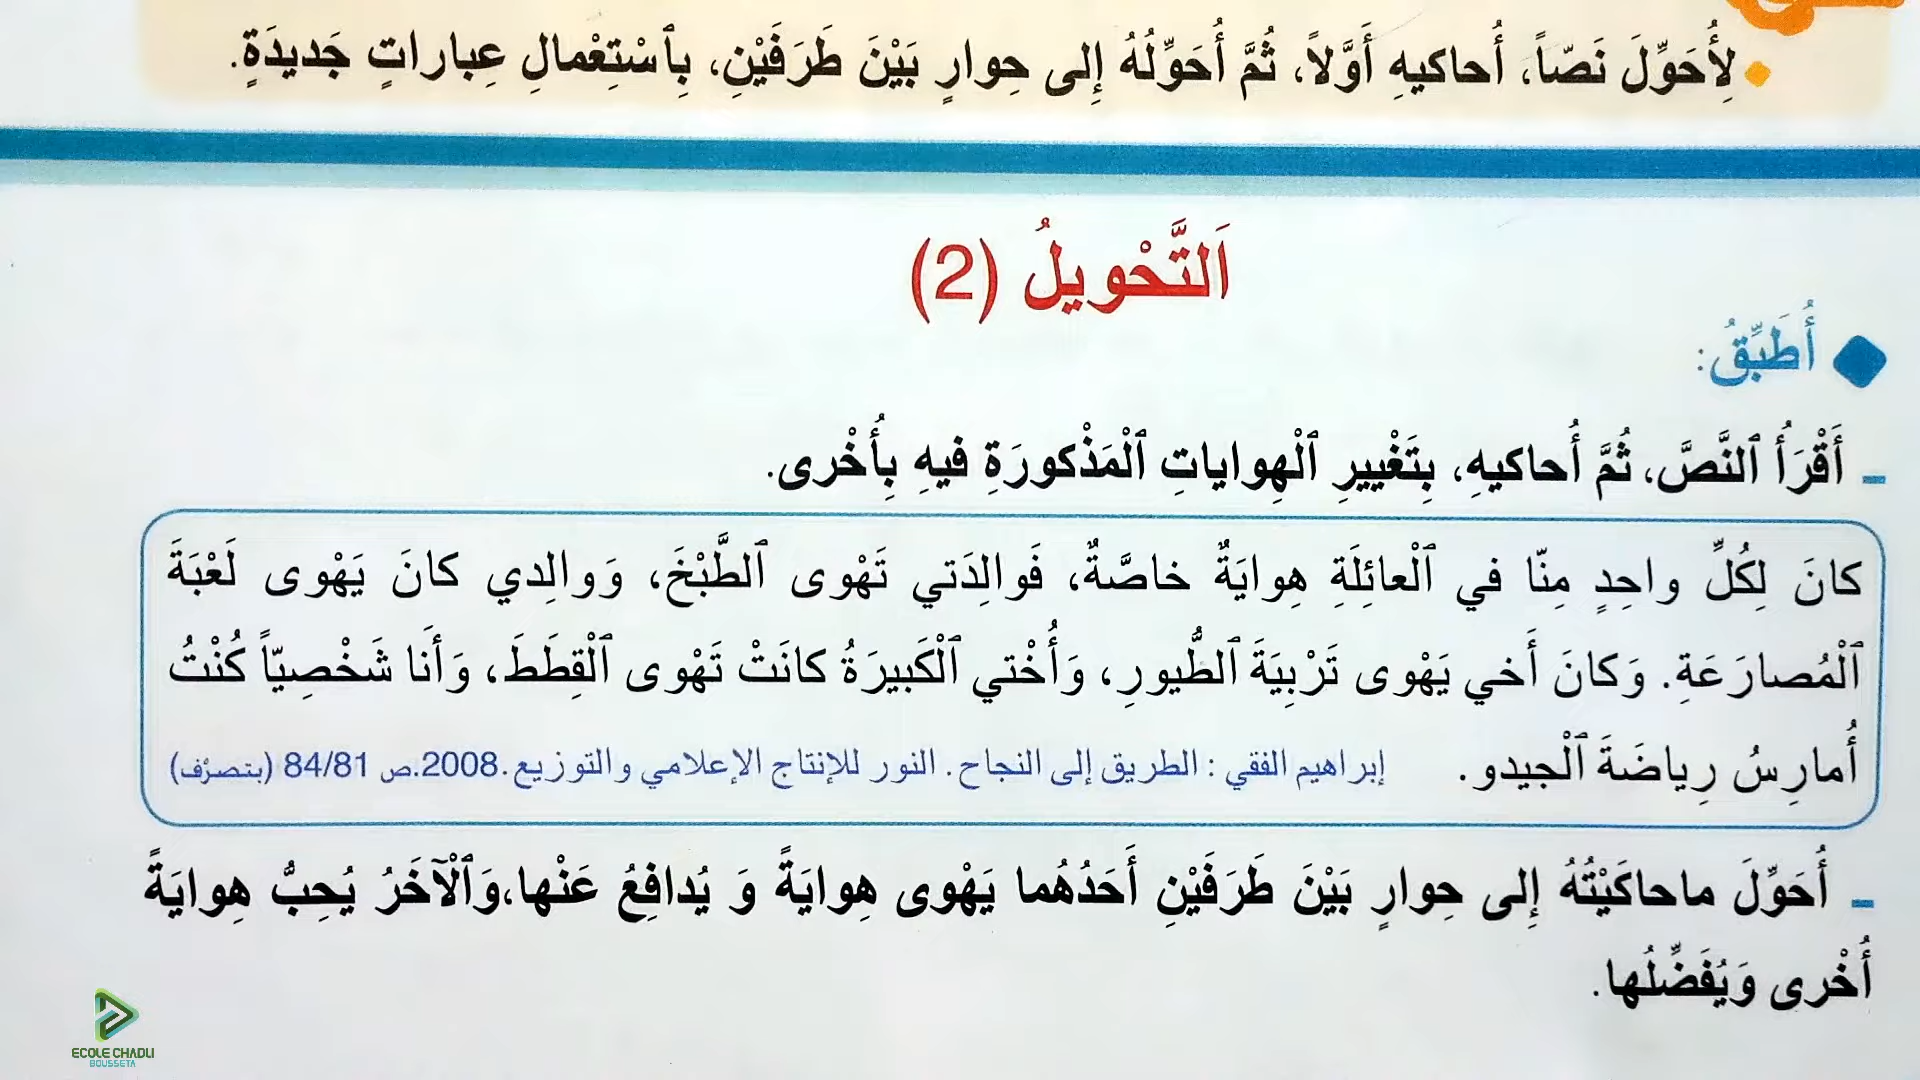 لِأُحَوِّلَ نَصّاً، أُحاكيهِ أَوَّلاً، ثُمَّ أُحَوِّلُهُ إِلى حِوارٍ بَيْنَ طَرَفَيْنِ، بِٱسْتِعْمالِ عِباراتٍ جَديدَةٍ.
اَلتَّحْويلُ (2)
أُطَبِّقُ:
ـ أَقْرَأُ ٱلنَّصَّ، ثُمَّ أُحاكيهِ، بِتَغْييرِ ٱلْهِواياتِ ٱلْمَذْكورَةِ فيهِ بِأُخْرى.
كانَ لِكُلِّ واحِدٍ مِنّا في ٱلْعائِلَةِ هِوايَةٌ خاصَّةٌ، فَوالِدَتي تَهْوى ٱلطَّبْخَ، وَوالِدي كانَ يَهْوى لَعْبَةَ
ٱلْمُصارَعَةِ. وَكانَ أَخي يَهْوى تَرْبِيَةَ ٱلطُّيورِ، وَأُخْتي ٱلْكَبيرَةُ كانَتْ تَهْوى ٱلْقِطَطَ، وَأَنا شَخْصِيّاً كُنْتُ
أُمارِسُ رِياضَةَ ٱلْجيدو. إبراهيم الفقي : الطريق إلى النجاح. النور للإنتاج الإعلامي والتوزيع.2008.ص 84/81 (بتصرّف)
ـ أُحَوِّلَ ماحاكَيْتُهُ إِلى حِوارٍ بَيْنَ طَرَفَيْنِ أَحَدُهُما يَهْوى هِوايَةً وَ يُدافِعُ عَنْها،وَٱلْآخَرُ يُحِبُّ هِوايَةً
أُخْرى وَيُفَضِّلُها.
ECOLE CHADLI
BOUSSETA